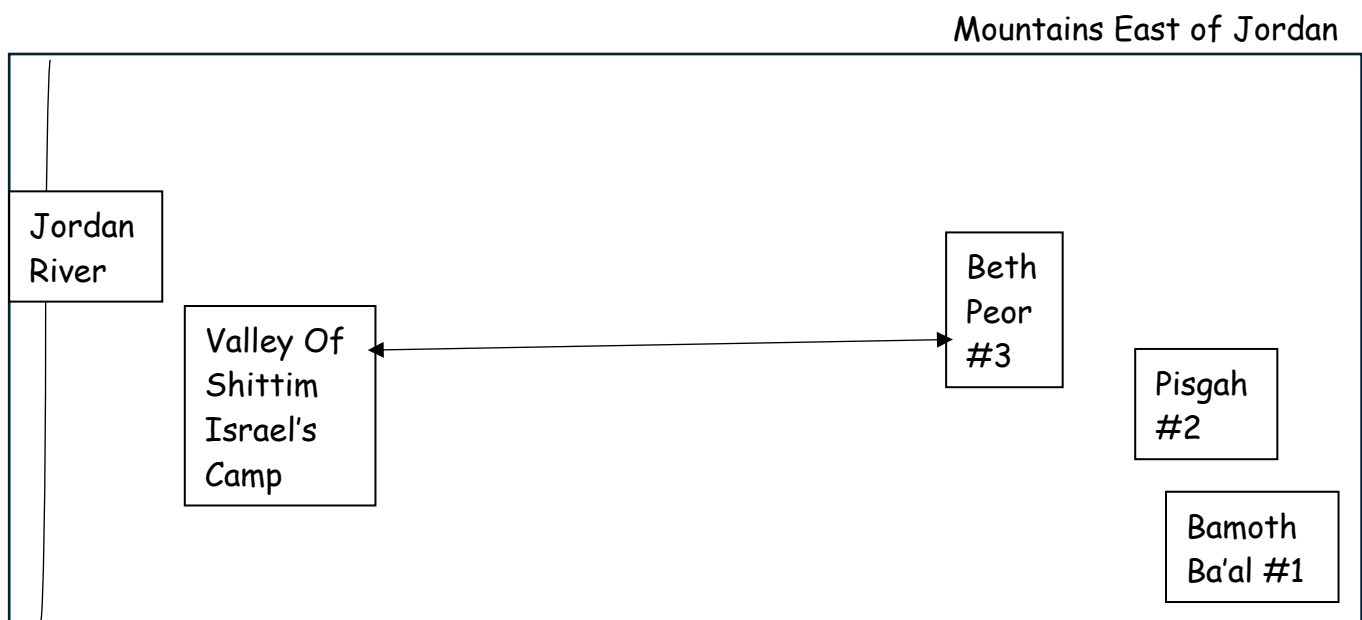 Mountains East of Jordan
Jordan
River
Valley Of
Shittim
Israel's
Camp
Beth
Peor
#3
Pisgah
#2
Bamoth
Ba'al #1